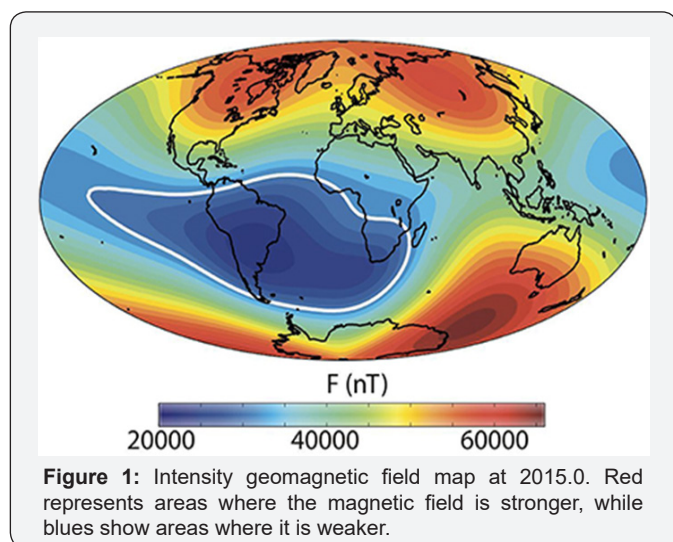 F (nT)
20000 40000 60000
Figure 1: Intensity geomagnetic field map at 2015.0. Red
represents areas where the magnetic field is stronger, while
blues show areas where it is weaker.